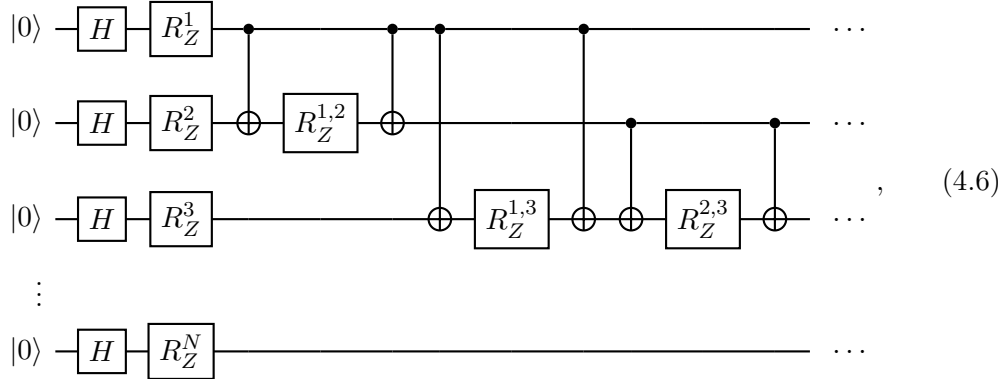 |0⟩ H R_Z^1 ⋯
|0⟩ H R_Z^2 R_Z^{1,2} ⋯
|0⟩ H R_Z^3 R_Z^{1,3} R_Z^{2,3} ⋯
, (4.6)
⋮
|0⟩ H R_Z^N ⋯